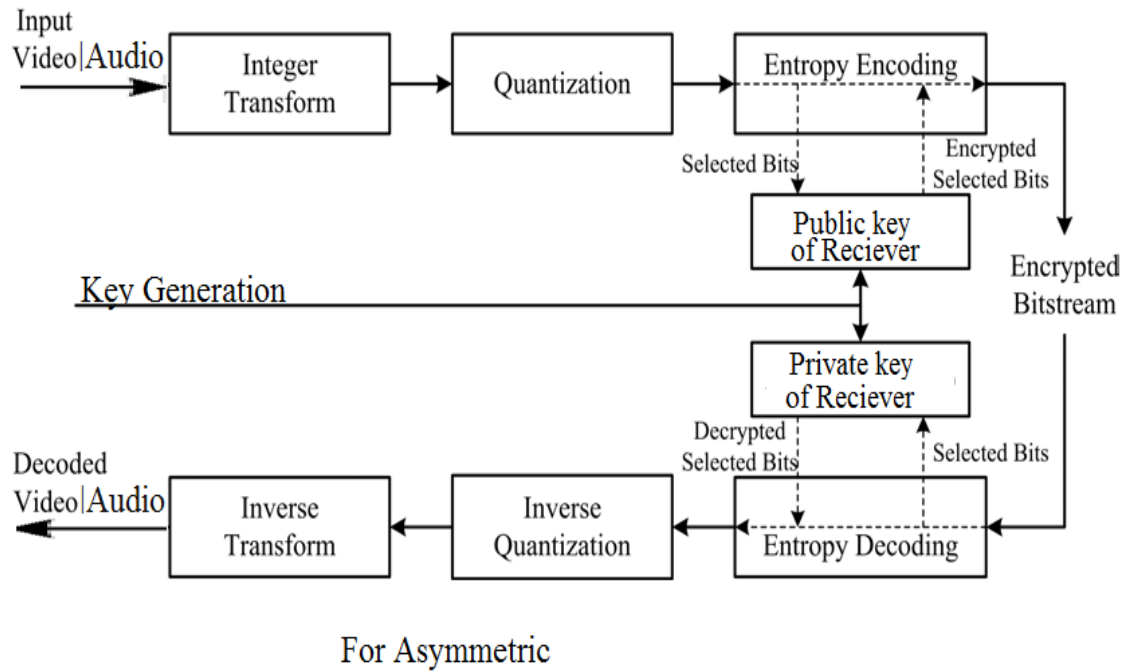 Input
Video|Audio
Integer
Transform
Quantization
Entropy Encoding
Selected Bits
Encrypted
Selected Bits
Public key
of Reciever
Key Generation
Encrypted
Bitstream
Private key
of Reciever
Decrypted
Selected Bits
Selected Bits
Decoded
Video|Audio
Inverse
Transform
Inverse
Quantization
Entropy Decoding
For Asymmetric